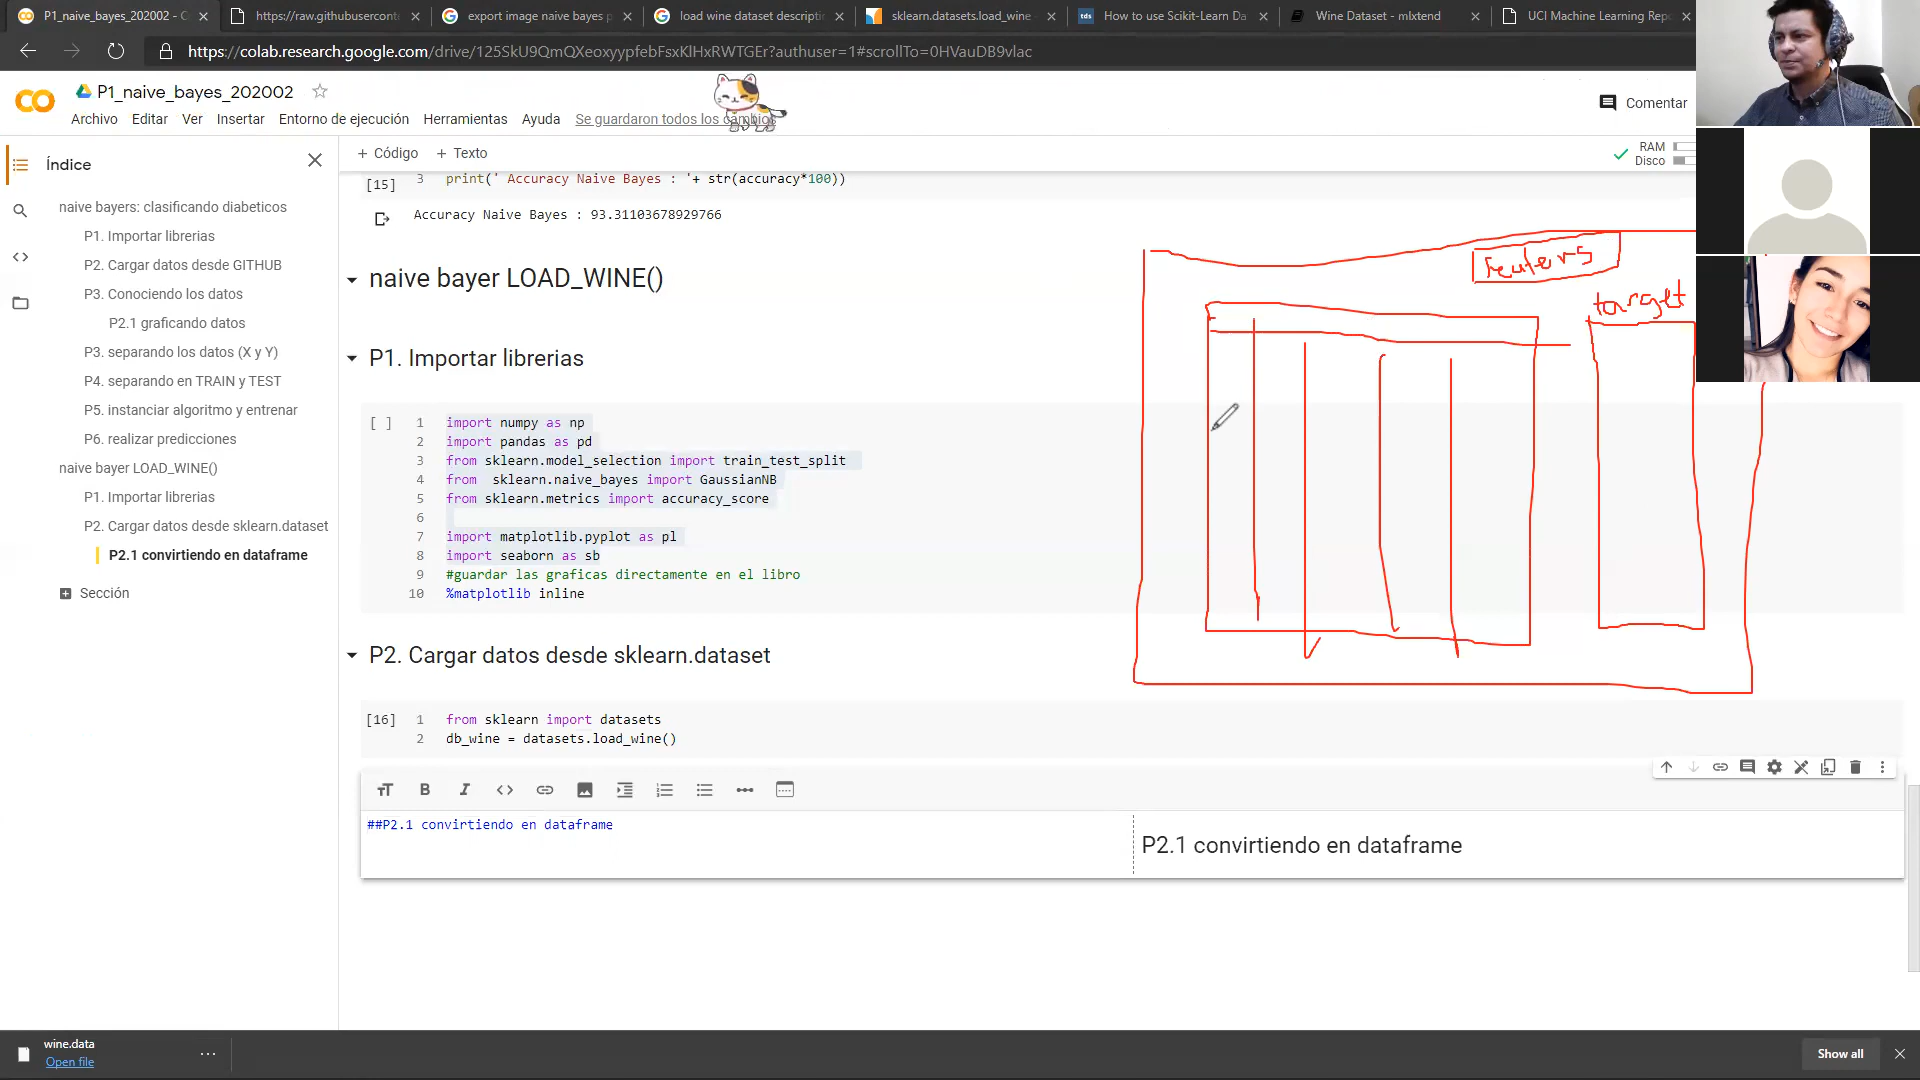 P1_naive_bayes_202002 - C
https://raw.githubuserconte
export image naive bayes p
load wine dataset descripti
sklearn.datasets.load_wine
How to use Scikit-Learn Da
Wine Dataset - mlxtend
UCI Machine Learning Repo
https://colab.research.google.com/drive/125SkU9QmQXeoxyypfebFsxKlHxRWTGEr?authuser=1#scrollTo=0HVauDB9vlac
P1_naive_bayes_202002
Archivo Editar Ver Insertar Entorno de ejecución Herramientas Ayuda Se guardaron todos los cambios
Comentar
Índice
+ Código + Texto
RAM
Disco
naive bayers: clasificando diabeticos
P1. Importar librerias
P2. Cargar datos desde GITHUB
P3. Conociendo los datos
P2.1 graficando datos
P3. separando los datos (X y Y)
P4. separando en TRAIN y TEST
P5. instanciar algoritmo y entrenar
P6. realizar predicciones
naive bayer LOAD_WINE()
P1. Importar librerias
P2. Cargar datos desde sklearn.dataset
P2.1 convirtiendo en dataframe
Sección
[15] 3 print(' Accuracy Naive Bayes : '+ str(accuracy*100))
Accuracy Naive Bayes : 93.31103678929766
naive bayer LOAD_WINE()
P1. Importar librerias
[ ] 1 import numpy as np
2 import pandas as pd
3 from sklearn.model_selection import train_test_split
4 from  sklearn.naive_bayes import GaussianNB
5 from sklearn.metrics import accuracy_score
6
7 import matplotlib.pyplot as pl
8 import seaborn as sb
9 #guardar las graficas directamente en el libro
10 %matplotlib inline
target
P2. Cargar datos desde sklearn.dataset
[16] 1 from sklearn import datasets
2 db_wine = datasets.load_wine()
##P2.1 convirtiendo en dataframe
P2.1 convirtiendo en dataframe
wine.data
Open file
Show all